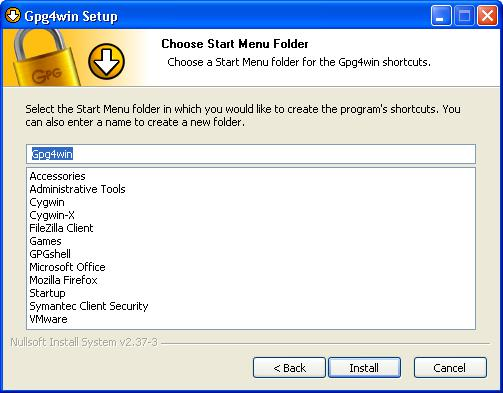 Gpg4win Setup
GPG
Choose Start Menu Folder
Choose a Start Menu folder for the Gpg4win shortcuts.
Select the Start Menu folder in which you would like to create the program's shortcuts. You
can also enter a name to create a new folder.
Gpg4win
Accessories
Administrative Tools
Cygwin
Cygwin-X
FileZilla Client
Games
GPGshell
Microsoft Office
Mozilla Firefox
Startup
Symantec Client Security
VMware
Nullsoft Install System v2.37-3
< Back
Install
Cancel